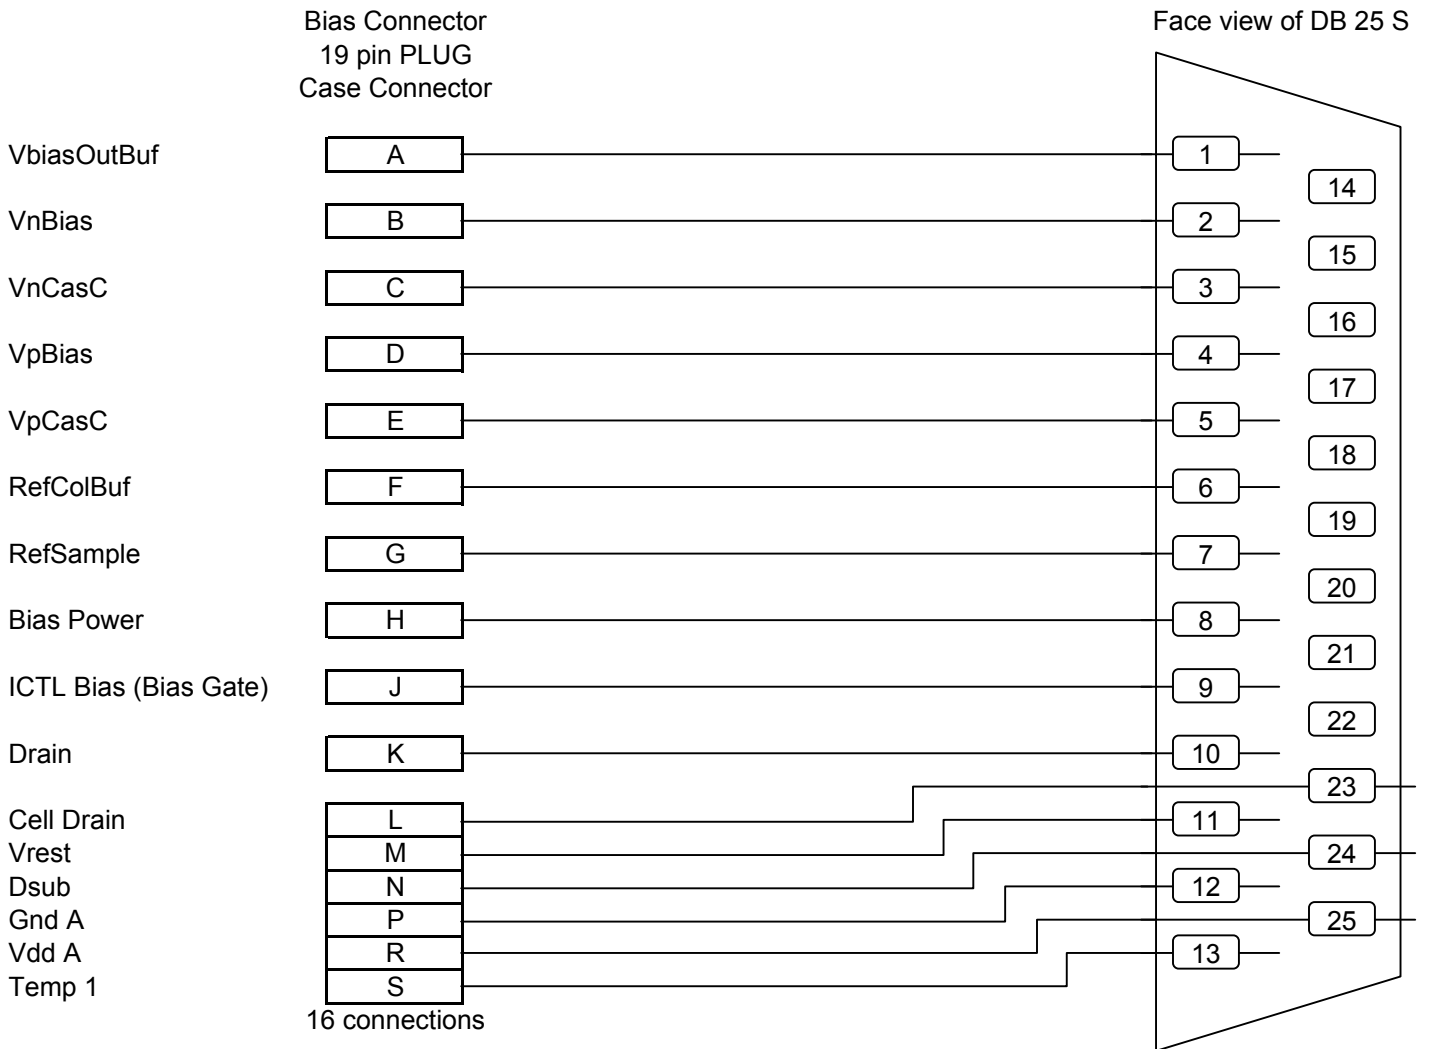 Bias Connector
19 pin PLUG
Case Connector
Face view of DB 25 S
VbiasOutBuf A 1
14
VnBias B 2
15
VnCasC C 3
16
VpBias D 4
17
VpCasC E 5
18
RefColBuf F 6
19
RefSample G 7
20
Bias Power H 8
21
ICTL Bias (Bias Gate) J 9
22
Drain K 10
23
Cell Drain L 11
Vrest M 24
Dsub N 12
Gnd A P 25
Vdd A R 13
Temp 1 S
16 connections